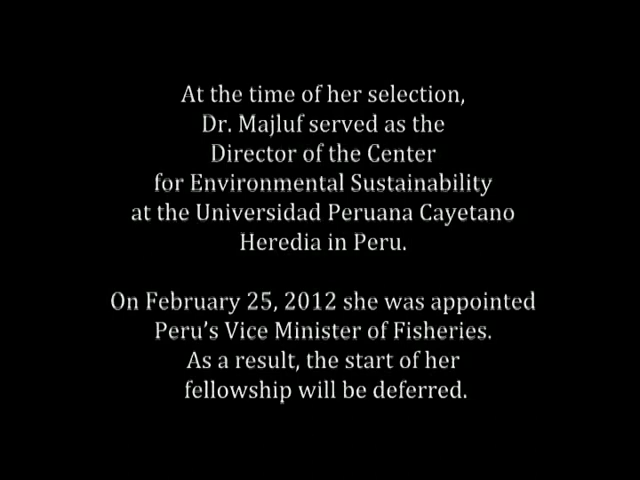 At the time of her selection,
Dr. Majluf served as the
Director of the Center
for Environmental Sustainability
at the Universidad Peruana Cayetano
Heredia in Peru.
On February 25, 2012 she was appointed
Peru’s Vice Minister of Fisheries.
As a result, the start of her
fellowship will be deferred.